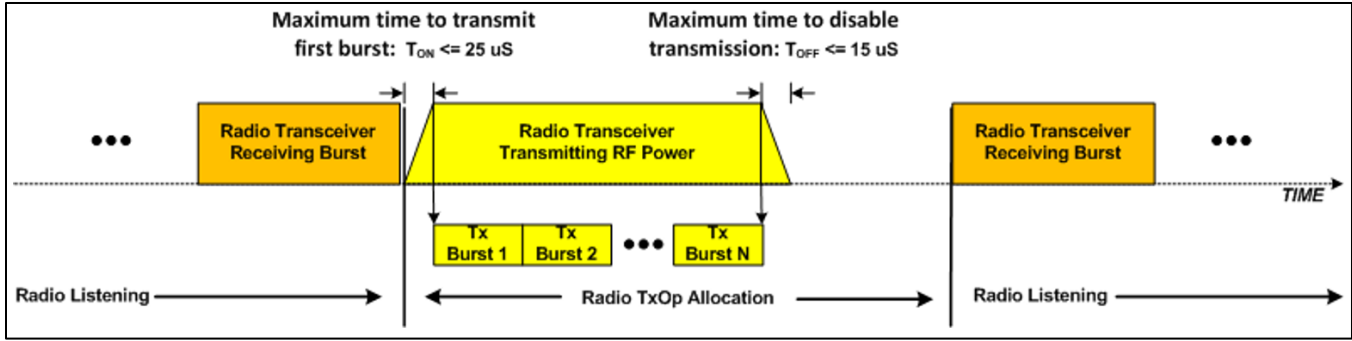 Maximum time to transmit
first burst: TON <= 25 uS
Maximum time to disable
transmission: TOFF <= 15 uS
••• 
Radio Transceiver
Receiving Burst
Radio Transceiver
Transmitting RF Power
Radio Transceiver
Receiving Burst
•••
TIME
Tx
Burst 1
Tx
Burst 2
•••
Tx
Burst N
Radio Listening
Radio TxOp Allocation
Radio Listening